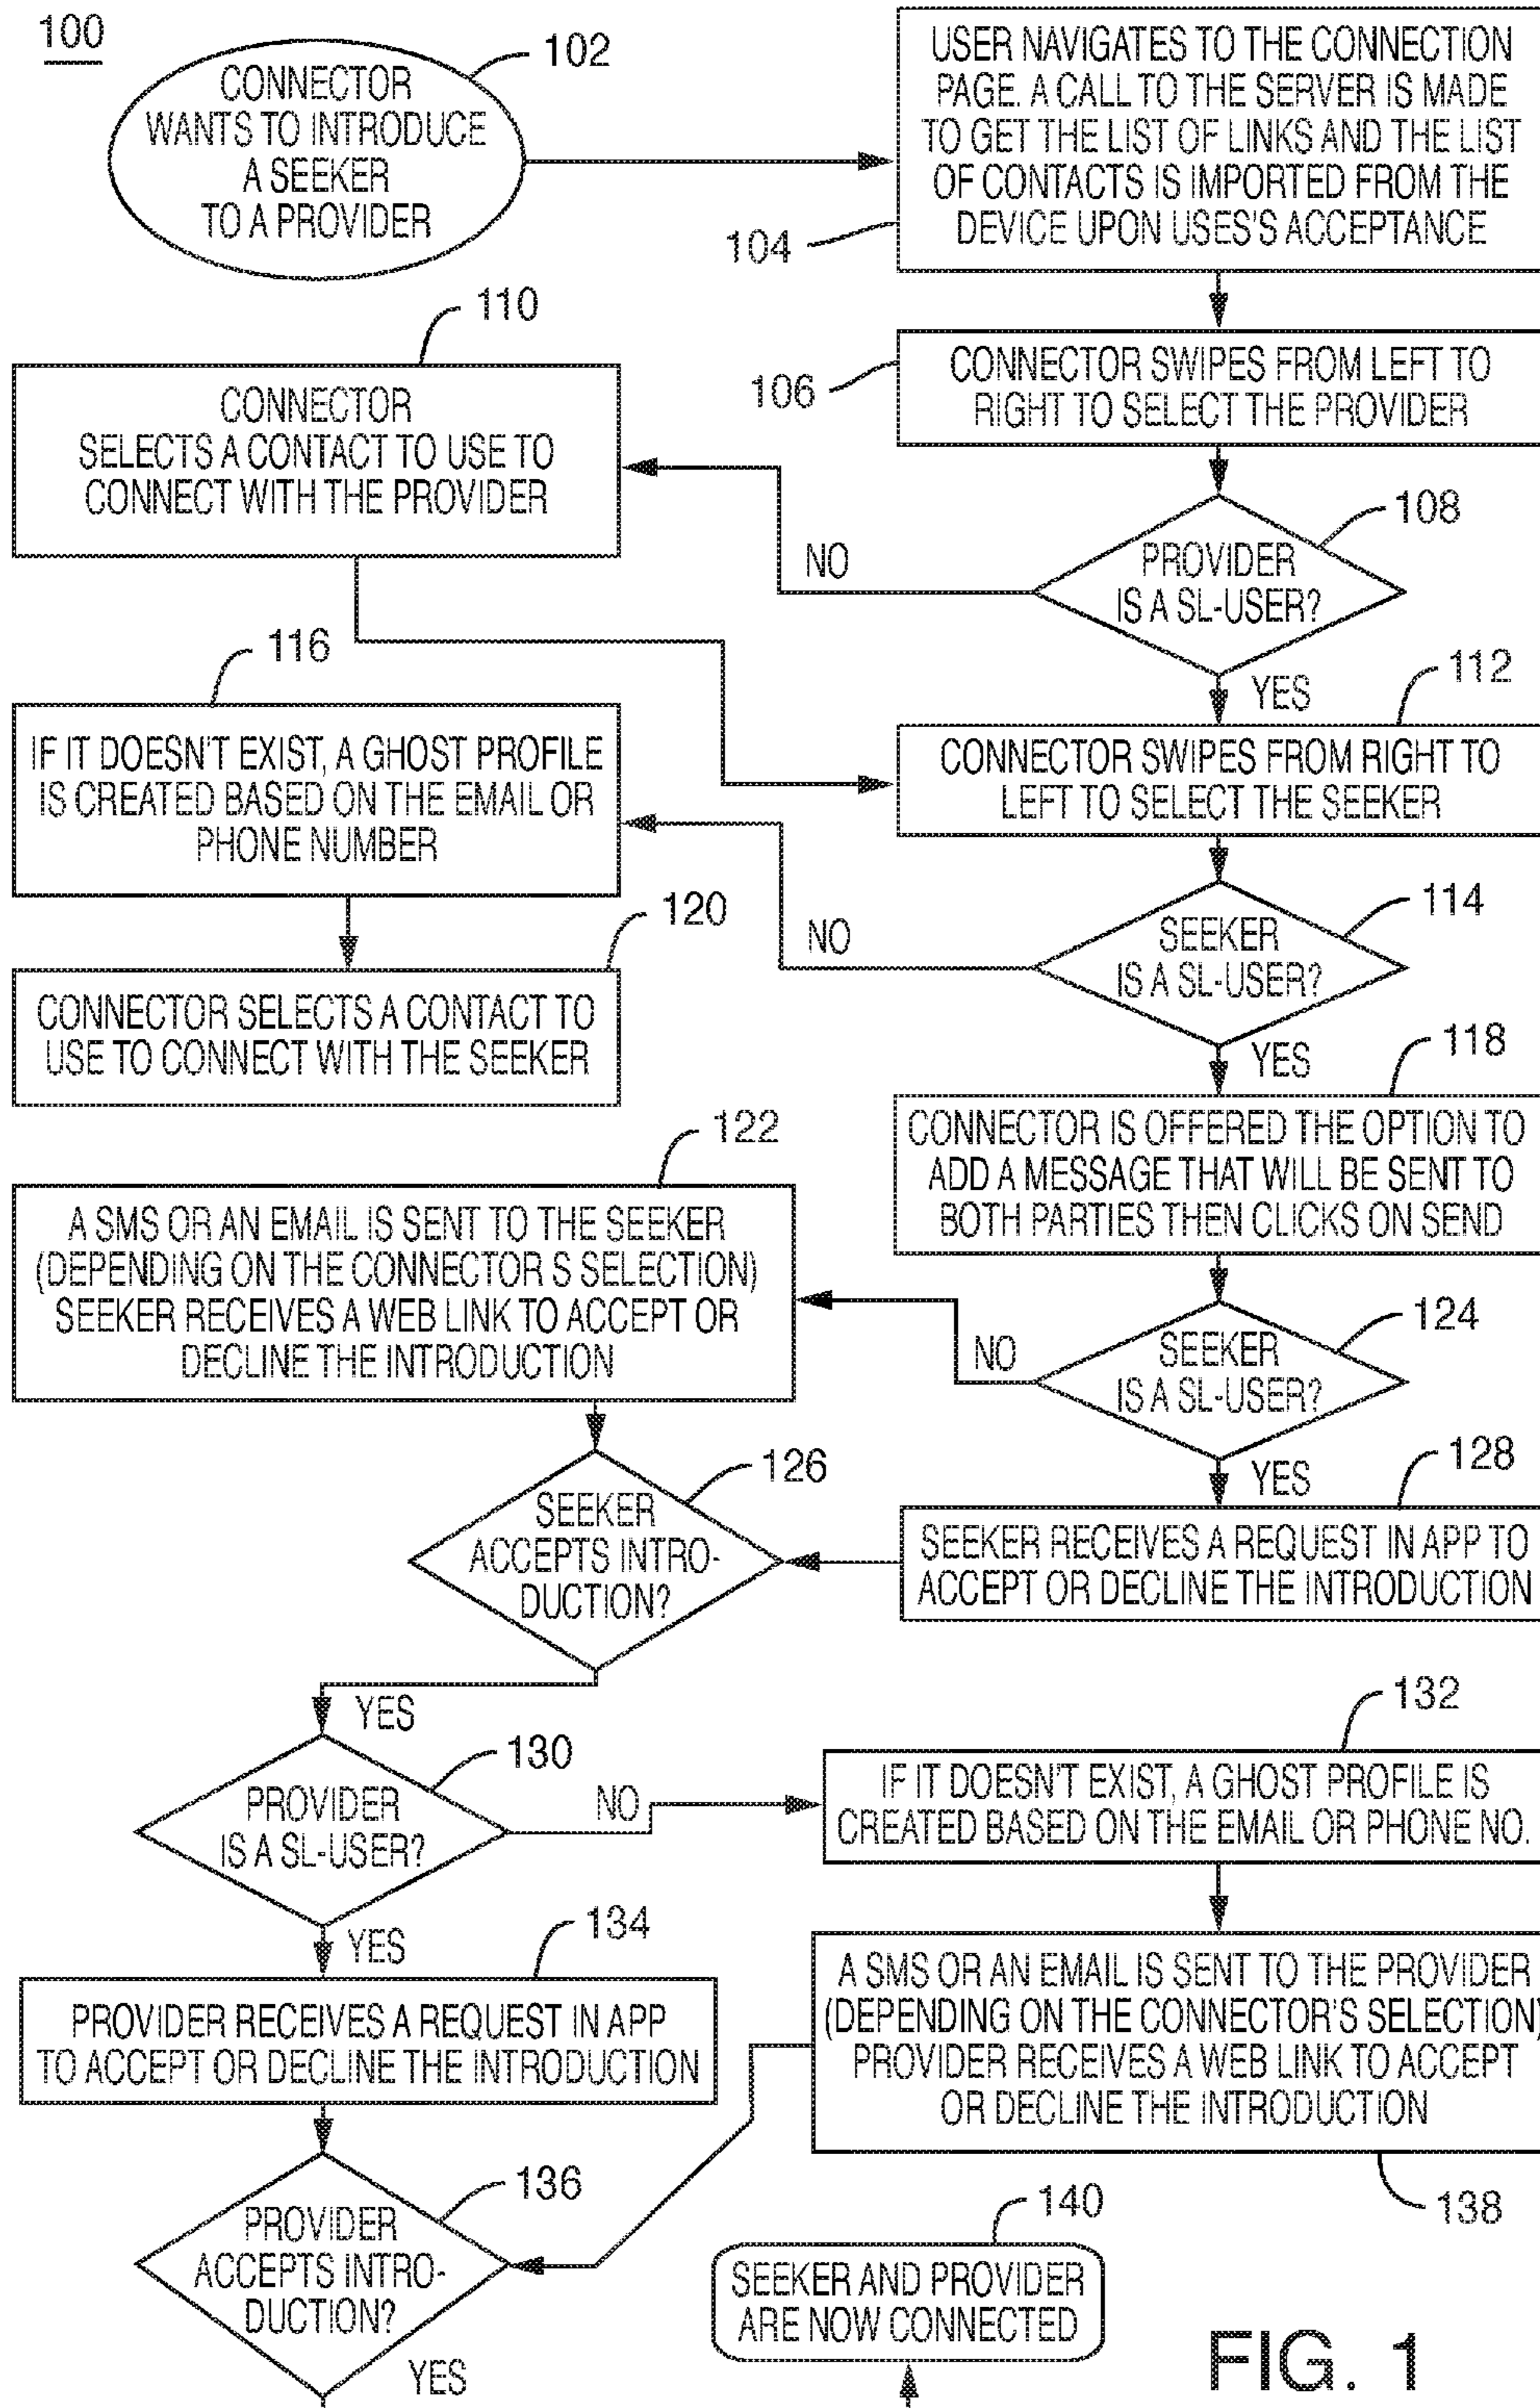 100
102
CONNECTOR
WANTS TO INTRODUCE
A SEEKER
TO A PROVIDER
USER NAVIGATES TO THE CONNECTION
PAGE. A CALL TO THE SERVER IS MADE
TO GET THE LIST OF LINKS AND THE LIST
OF CONTACTS IS IMPORTED FROM THE
DEVICE UPON USES'S ACCEPTANCE
104
106
CONNECTOR SWIPES FROM LEFT TO
RIGHT TO SELECT THE PROVIDER
110
CONNECTOR
SELECTS A CONTACT TO USE TO
CONNECT WITH THE PROVIDER
108
PROVIDER
IS A SL-USER?
NO
YES
112
CONNECTOR SWIPES FROM RIGHT TO
LEFT TO SELECT THE SEEKER
116
IF IT DOESN'T EXIST, A GHOST PROFILE
IS CREATED BASED ON THE EMAIL OR
PHONE NUMBER
114
SEEKER
IS A SL-USER?
NO
YES
120
CONNECTOR SELECTS A CONTACT TO
USE TO CONNECT WITH THE SEEKER
118
CONNECTOR IS OFFERED THE OPTION TO
ADD A MESSAGE THAT WILL BE SENT TO
BOTH PARTIES THEN CLICKS ON SEND
122
A SMS OR AN EMAIL IS SENT TO THE SEEKER
(DEPENDING ON THE CONNECTOR S SELECTION)
SEEKER RECEIVES A WEB LINK TO ACCEPT OR
DECLINE THE INTRODUCTION
124
SEEKER
IS A SL-USER?
NO
YES
126
SEEKER
ACCEPTS INTRO-
DUCTION?
128
SEEKER RECEIVES A REQUEST IN APP TO
ACCEPT OR DECLINE THE INTRODUCTION
YES
130
PROVIDER
IS A SL-USER?
NO
YES
132
IF IT DOESN'T EXIST, A GHOST PROFILE IS
CREATED BASED ON THE EMAIL OR PHONE NO.
134
PROVIDER RECEIVES A REQUEST IN APP
TO ACCEPT OR DECLINE THE INTRODUCTION
A SMS OR AN EMAIL IS SENT TO THE PROVIDER
(DEPENDING ON THE CONNECTOR'S SELECTION)
PROVIDER RECEIVES A WEB LINK TO ACCEPT
OR DECLINE THE INTRODUCTION
138
136
PROVIDER
ACCEPTS INTRO-
DUCTION?
YES
140
SEEKER AND PROVIDER
ARE NOW CONNECTED
FIG. 1